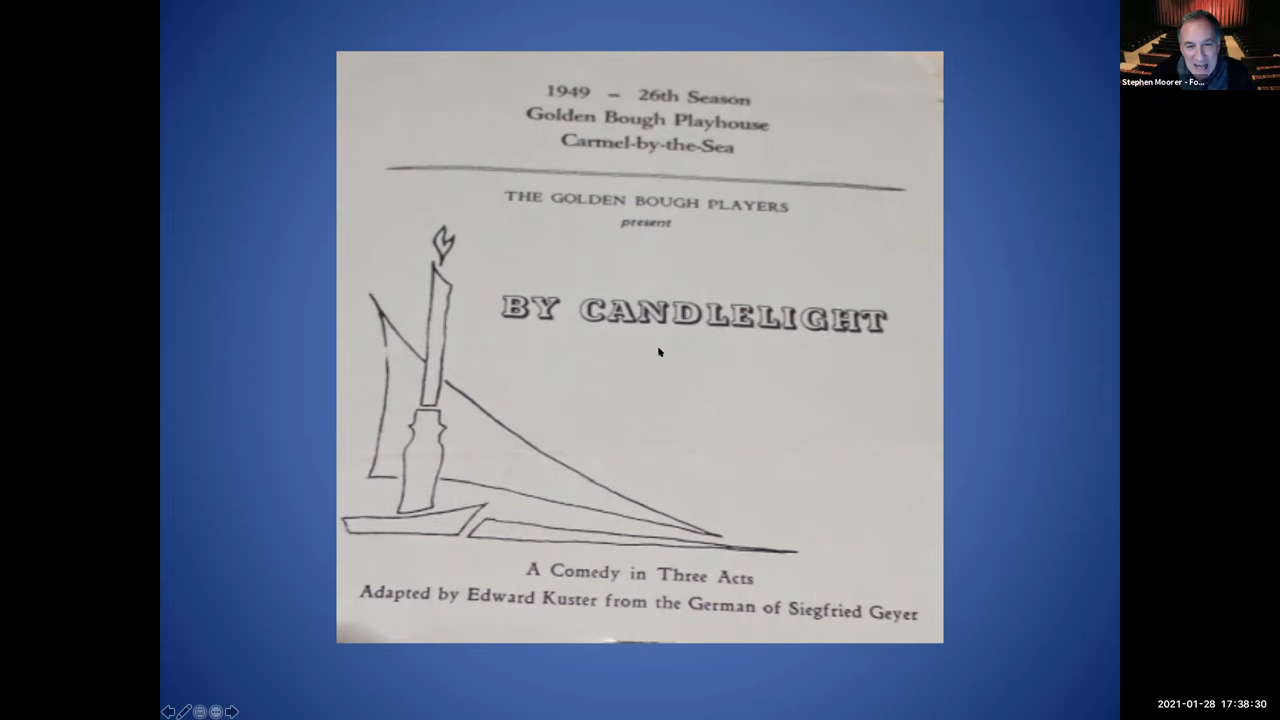 1949 – 26th Season
Golden Bough Playhouse
Carmel-by-the-Sea
THE GOLDEN BOUGH PLAYERS
present
BY CANDLELIGHT
A Comedy in Three Acts
Adapted by Edward Kuster from the German of Siegfried Geyer
Stephen Moorer - Fo...
2021-01-28 17:38:30